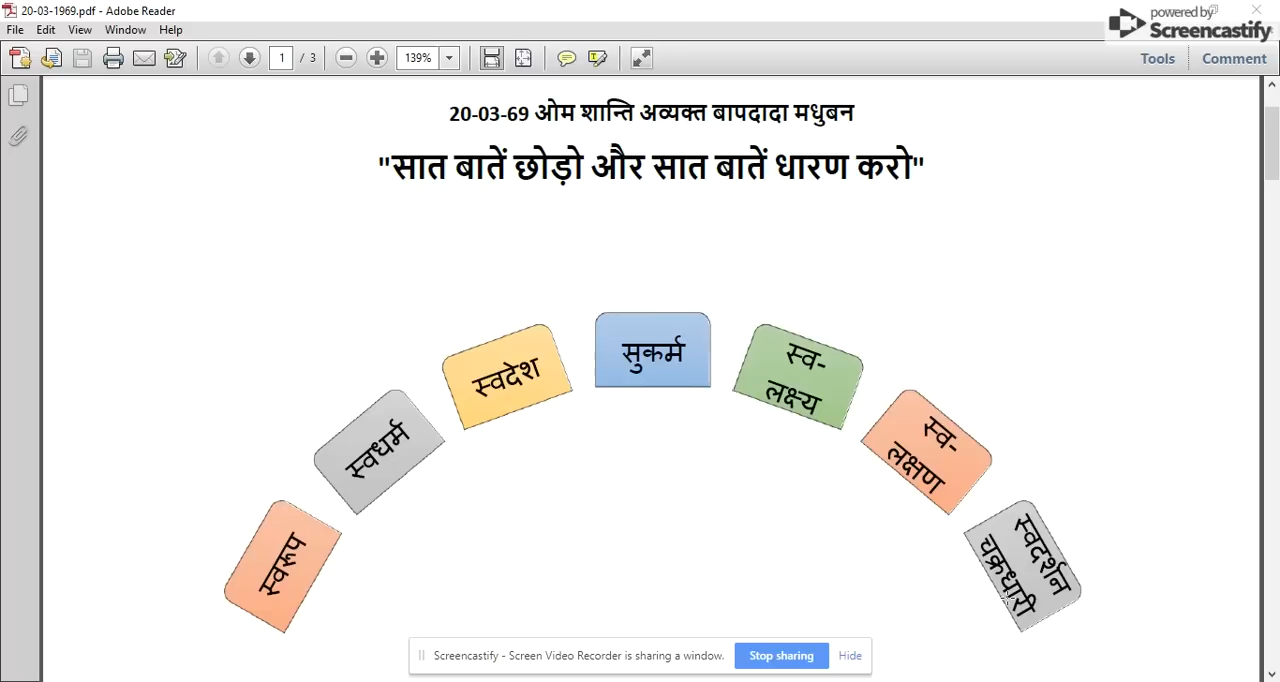 20-03-1969.pdf - Adobe Reader
File Edit View Window Help
powered by
Screencastify
1 / 3 139% Tools Comment
20-03-69 ओम शान्ति अव्यक्त बापदादा मधुबन
"सात बातें छोड़ो और सात बातें धारण करो"
स्वरूप
स्वधर्म
स्वदेश
सुकर्म
स्व-
लक्ष्य
स्व-
लक्षण
स्वदर्शन
चक्रधारी
Screencastify - Screen Video Recorder is sharing a window. Stop sharing Hide